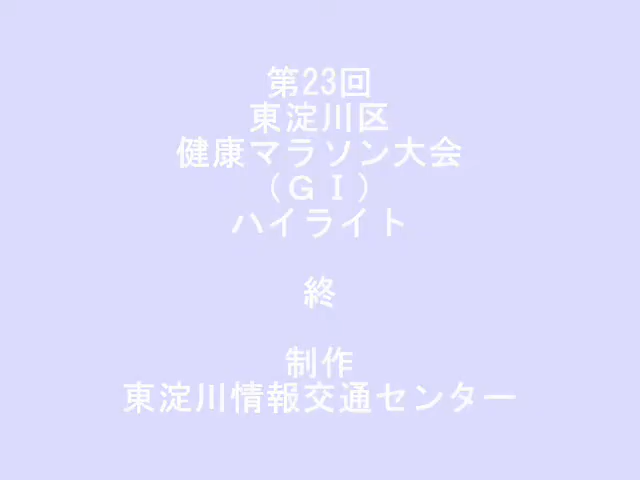 第23回
東淀川区
健康マラソン大会
（ＧⅠ）
ハイライト
終
制作
東淀川情報交通センター